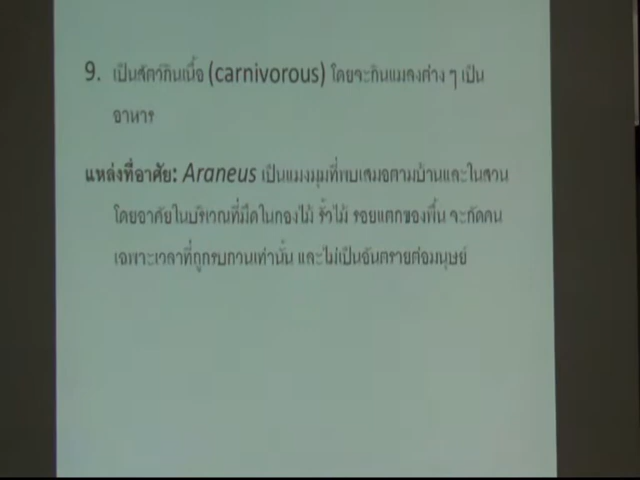 9. เป็นสัตว์กินเนื้อ (carnivorous) โดยจะกินแมลงต่าง ๆ เป็น
อาหาร
แหล่งที่อาศัย: Araneus เป็นแมงมุมที่พบเสมอตามบ้านและในสวน
โดยอาศัยในบริเวณที่มืดในกองไม้ รั้วไม้ รอยแตกของพื้น จะกัดคน
เฉพาะเวลาที่ถูกรบกวนเท่านั้น และไม่เป็นอันตรายต่อมนุษย์